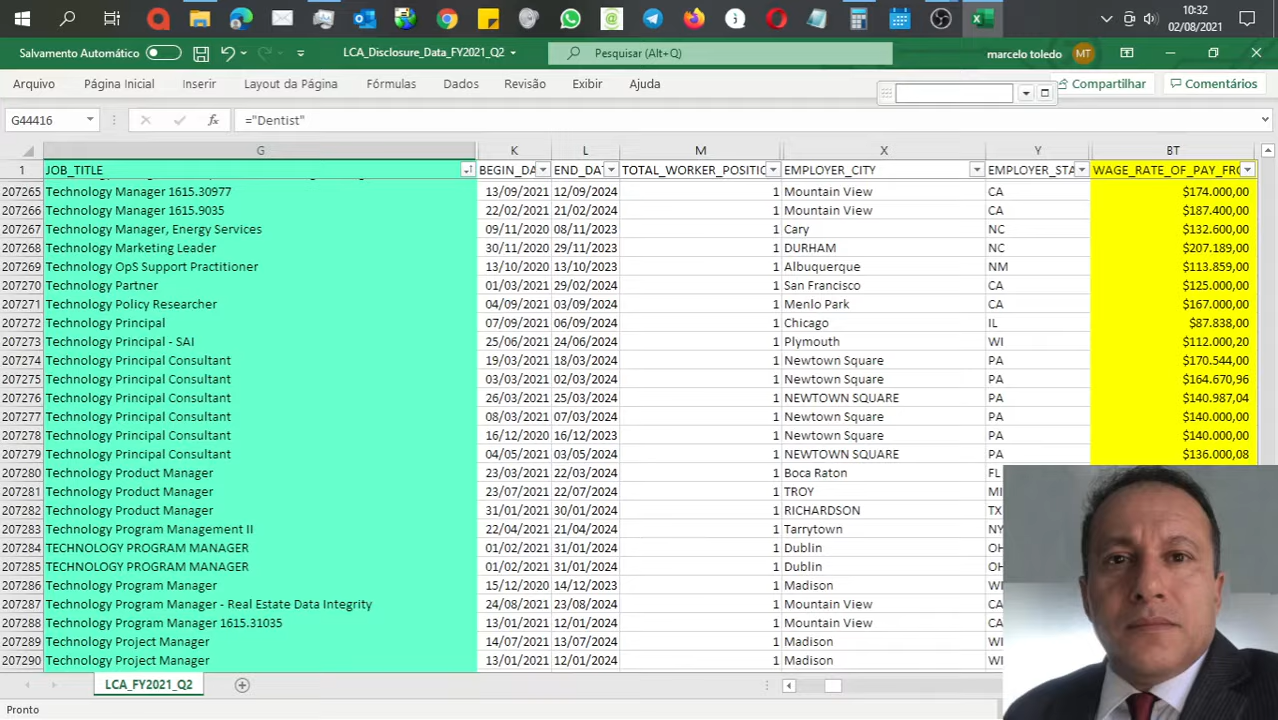 10:32
02/08/2021
Salvamento Automático
LCA_Disclosure_Data_FY2021_Q2
Pesquisar (Alt+Q)
marcelo toledo MT
Arquivo Página Inicial Inserir Layout da Página Fórmulas Dados Revisão Exibir Ajuda Compartilhar Comentários
G44416 fx ="Dentist"
G K L M X Y BT
1 JOB_TITLE BEGIN_DA END_DAT TOTAL_WORKER_POSITIO EMPLOYER_CITY EMPLOYER_STA WAGE_RATE_OF_PAY_FRO
207265 Technology Manager 1615.30977 13/09/2021 12/09/2024 1 Mountain View CA $174.000,00
207266 Technology Manager 1615.9035 22/02/2021 21/02/2024 1 Mountain View CA $187.400,00
207267 Technology Manager, Energy Services 09/11/2020 08/11/2023 1 Cary NC $132.600,00
207268 Technology Marketing Leader 30/11/2020 29/11/2023 1 DURHAM NC $207.189,00
207269 Technology OpS Support Practitioner 13/10/2020 13/10/2023 1 Albuquerque NM $113.859,00
207270 Technology Partner 01/03/2021 29/02/2024 1 San Francisco CA $125.000,00
207271 Technology Policy Researcher 04/09/2021 03/09/2024 1 Menlo Park CA $167.000,00
207272 Technology Principal 07/09/2021 06/09/2024 1 Chicago IL $87.838,00
207273 Technology Principal - SAI 25/06/2021 24/06/2024 1 Plymouth WI $112.000,20
207274 Technology Principal Consultant 19/03/2021 18/03/2024 1 Newtown Square PA $170.544,00
207275 Technology Principal Consultant 03/03/2021 02/03/2024 1 Newtown Square PA $164.670,96
207276 Technology Principal Consultant 26/03/2021 25/03/2024 1 NEWTOWN SQUARE PA $140.987,04
207277 Technology Principal Consultant 08/03/2021 07/03/2024 1 Newtown Square PA $140.000,00
207278 Technology Principal Consultant 16/12/2020 16/12/2023 1 Newtown Square PA $140.000,00
207279 Technology Principal Consultant 04/05/2021 03/05/2024 1 NEWTOWN SQUARE PA $136.000,08
207280 Technology Product Manager 23/03/2021 22/03/2024 1 Boca Raton FL
207281 Technology Product Manager 23/07/2021 22/07/2024 1 TROY MI
207282 Technology Product Manager 31/01/2021 30/01/2024 1 RICHARDSON TX
207283 Technology Program Management II 22/04/2021 21/04/2024 1 Tarrytown NY
207284 TECHNOLOGY PROGRAM MANAGER 01/02/2021 31/01/2024 1 Dublin OH
207285 TECHNOLOGY PROGRAM MANAGER 01/02/2021 31/01/2024 1 Dublin OH
207286 Technology Program Manager 15/12/2020 14/12/2023 1 Madison WI
207287 Technology Program Manager - Real Estate Data Integrity 24/08/2021 23/08/2024 1 Mountain View CA
207288 Technology Program Manager 1615.31035 13/01/2021 12/01/2024 1 Mountain View CA
207289 Technology Project Manager 14/07/2021 13/07/2024 1 Madison WI
207290 Technology Project Manager 13/01/2021 12/01/2024 1 Madison WI
LCA_FY2021_Q2
Pronto